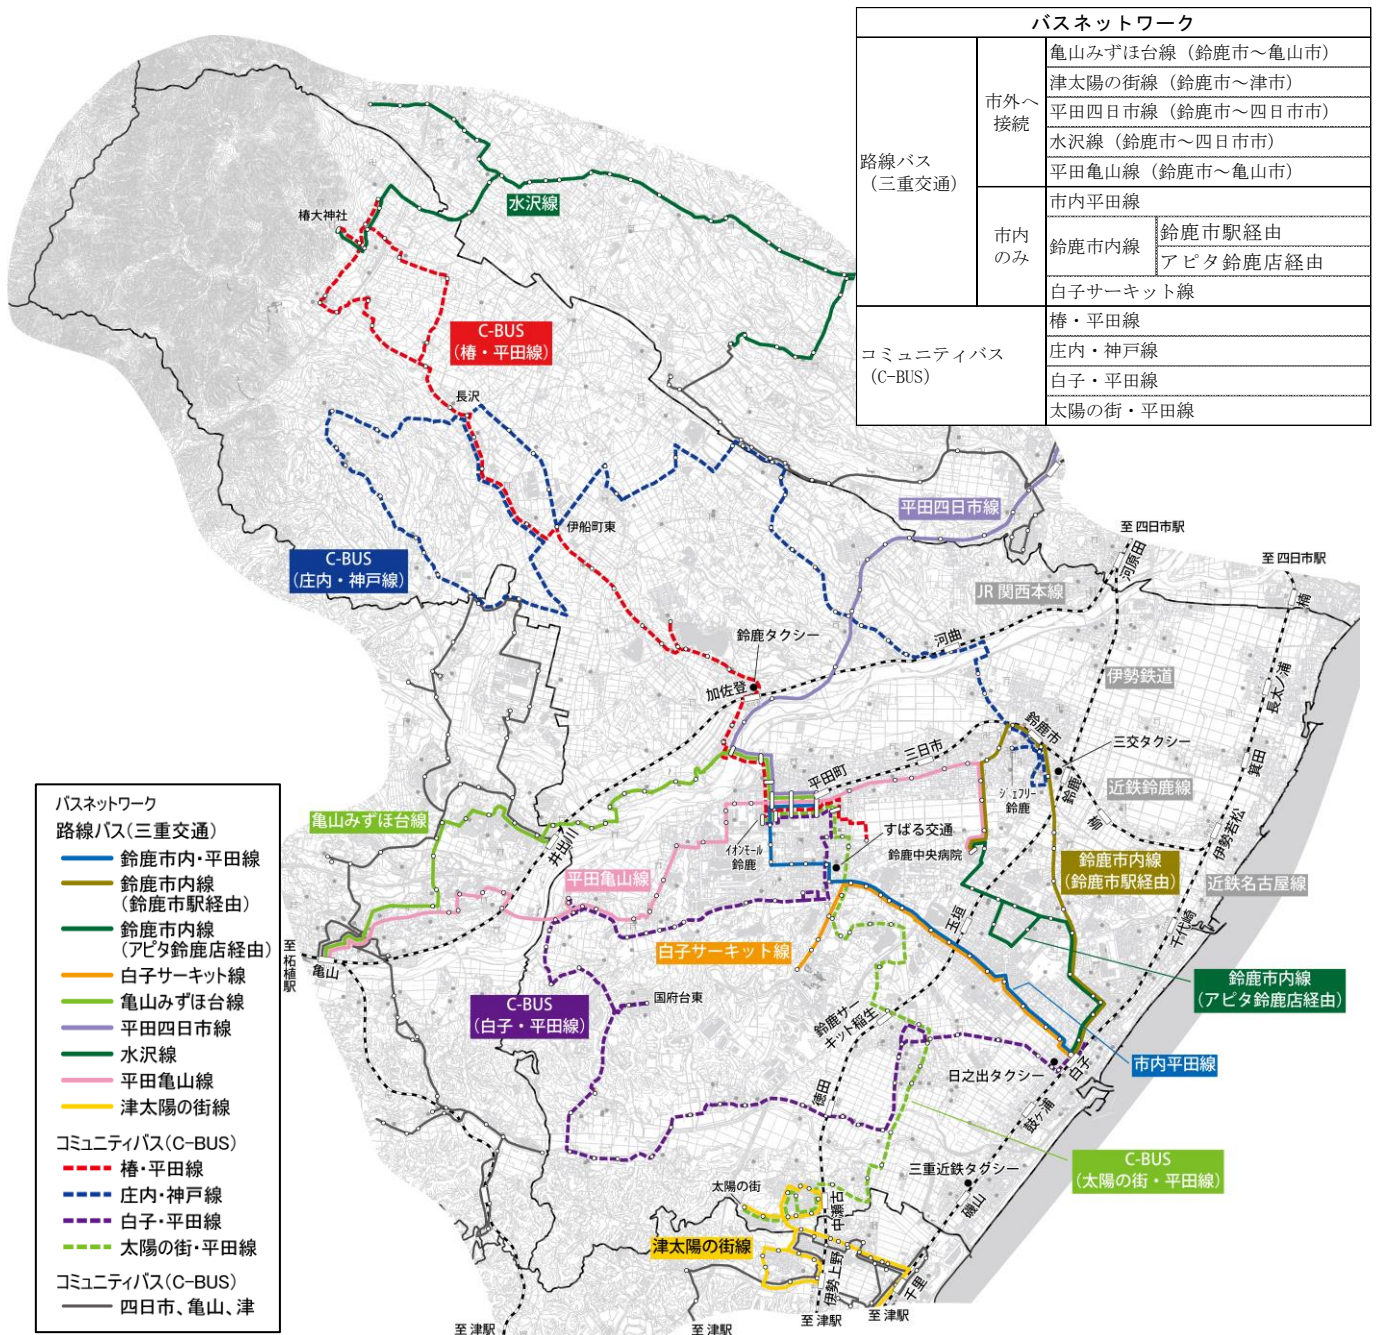 バスネットワーク
路線バス
(三重交通)
市外へ
接続
亀山みずほ台線（鈴鹿市～亀山市）
津太陽の街線（鈴鹿市～津市）
平田四日市線（鈴鹿市～四日市市）
水沢線（鈴鹿市～四日市市）
平田亀山線（鈴鹿市～亀山市）
市内
のみ
市内平田線
鈴鹿市内線
鈴鹿市駅経由
アピタ鈴鹿店経由
白子サーキット線
コミュニティバス
(C-BUS)
椿・平田線
庄内・神戸線
白子・平田線
太陽の街・平田線
水沢線
椿大神社
C-BUS
(椿・平田線)
長沢
伊船町東
平田四日市線
C-BUS
(庄内・神戸線)
至 四日市駅
河原田
至 四日市駅
楠
JR 関西本線
河曲
鈴鹿タクシー
加佐登
伊勢鉄道
長太ノ浦
鈴鹿市
三交タクシー
三日市
平田町
箕田
ジェフリー
鈴鹿
鈴鹿
近鉄鈴鹿線
柳
亀山みずほ台線
井田川
イオンモール
鈴鹿
すばる交通
鈴鹿中央病院
伊勢若松
平田亀山線
鈴鹿市内線
(鈴鹿市駅経由)
近鉄名古屋線
玉垣
千代崎
白子サーキット線
至
柘植駅
亀山
国府台東
C-BUS
(白子・平田線)
鈴鹿市内線
(アピタ鈴鹿店経由)
鈴鹿サー
キット稲生
日之出タクシー
白子
市内平田線
徳田
鼓ヶ浦
三重近鉄タグシー
C-BUS
(太陽の街・平田線)
太陽の街
中瀬古
磯山
津太陽の街線
伊勢上野
千里
至 津駅
至 津駅
至 津駅
至 津駅
バスネットワーク
路線バス(三重交通)
鈴鹿市内・平田線
鈴鹿市内線
(鈴鹿市駅経由)
鈴鹿市内線
(アピタ鈴鹿店経由)
白子サーキット線
亀山みずほ台線
平田四日市線
水沢線
平田亀山線
津太陽の街線
コミュニティバス(C-BUS)
椿・平田線
庄内・神戸線
白子・平田線
太陽の街・平田線
コミュニティバス(C-BUS)
四日市、亀山、津